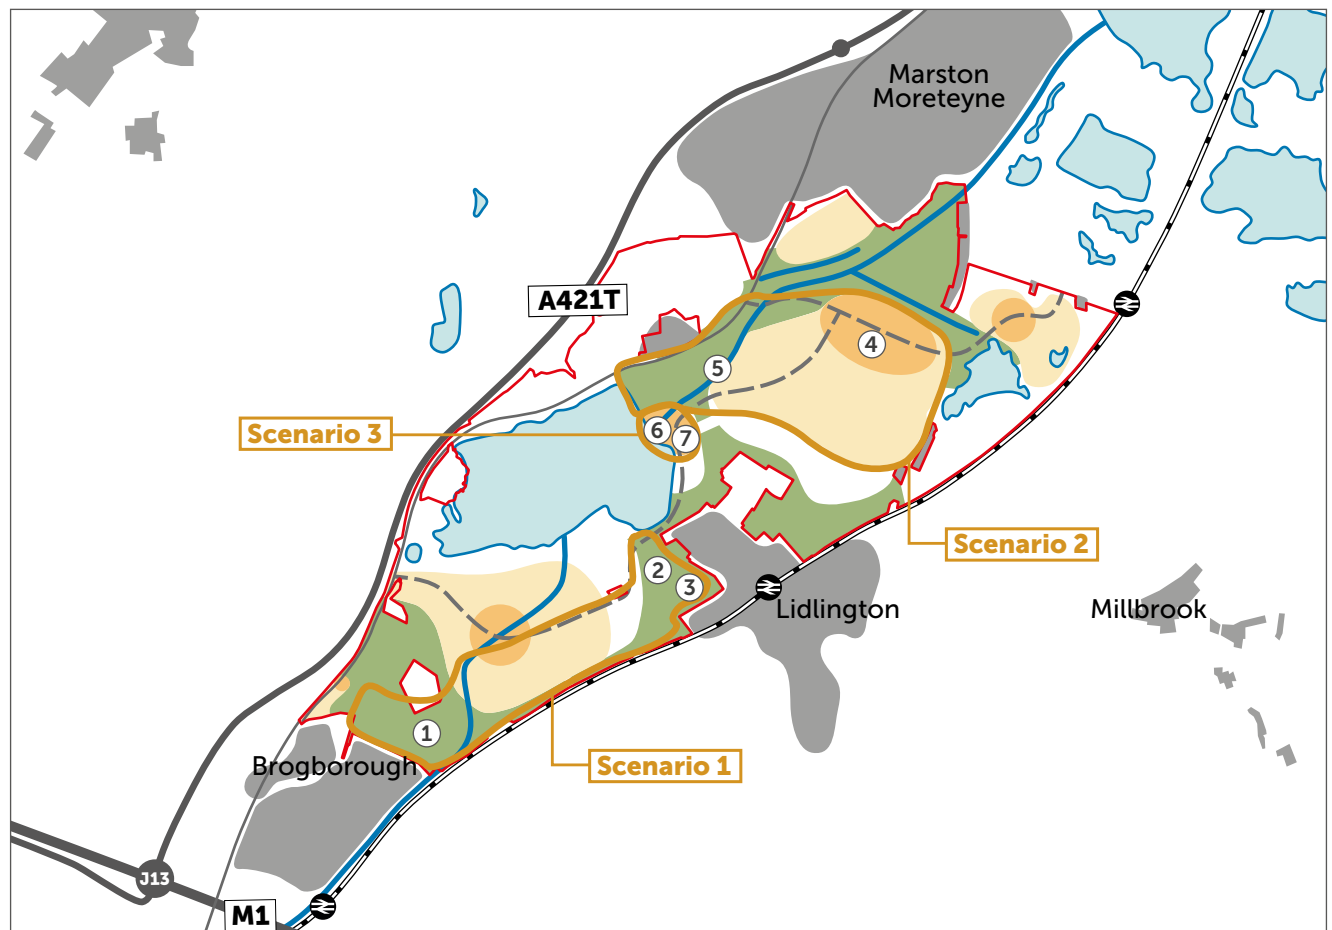 Marston
Moreteyne
A421T
4
5
Scenario 3
6
7
Scenario 2
2
3
Lidlington
Millbrook
1
Brogborough
Scenario 1
J13
M1